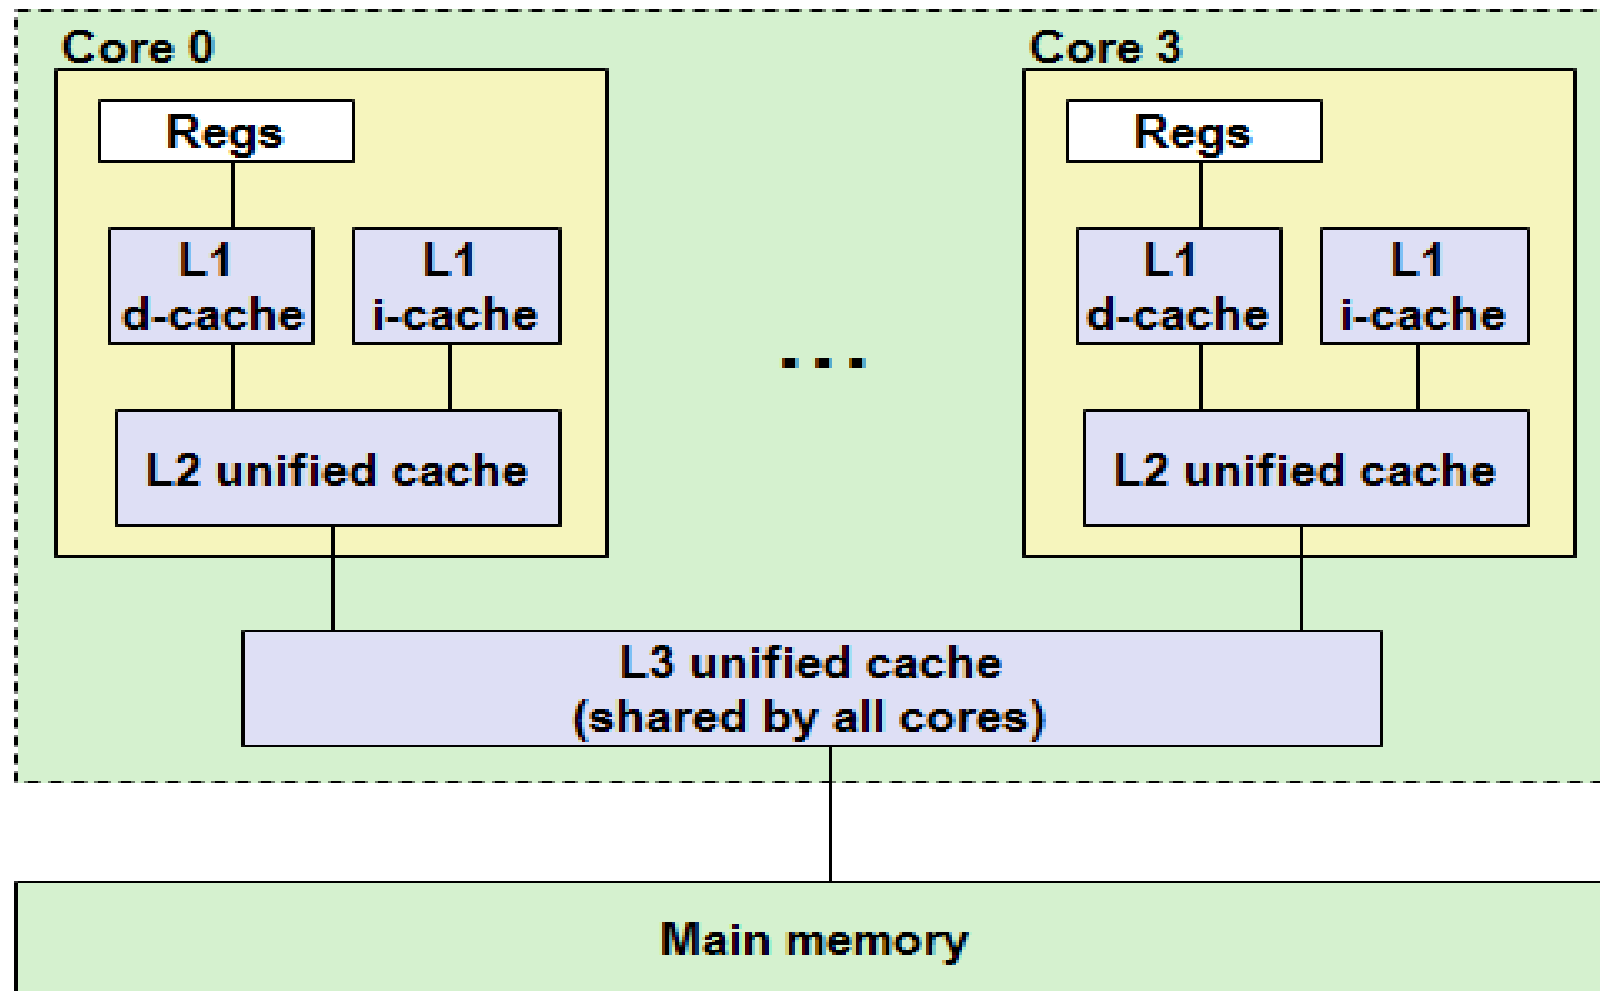 Core 0
Regs
L1
d-cache
L1
i-cache
L2 unified cache
...
Core 3
Regs
L1
d-cache
L1
i-cache
L2 unified cache
L3 unified cache
(shared by all cores)
Main memory